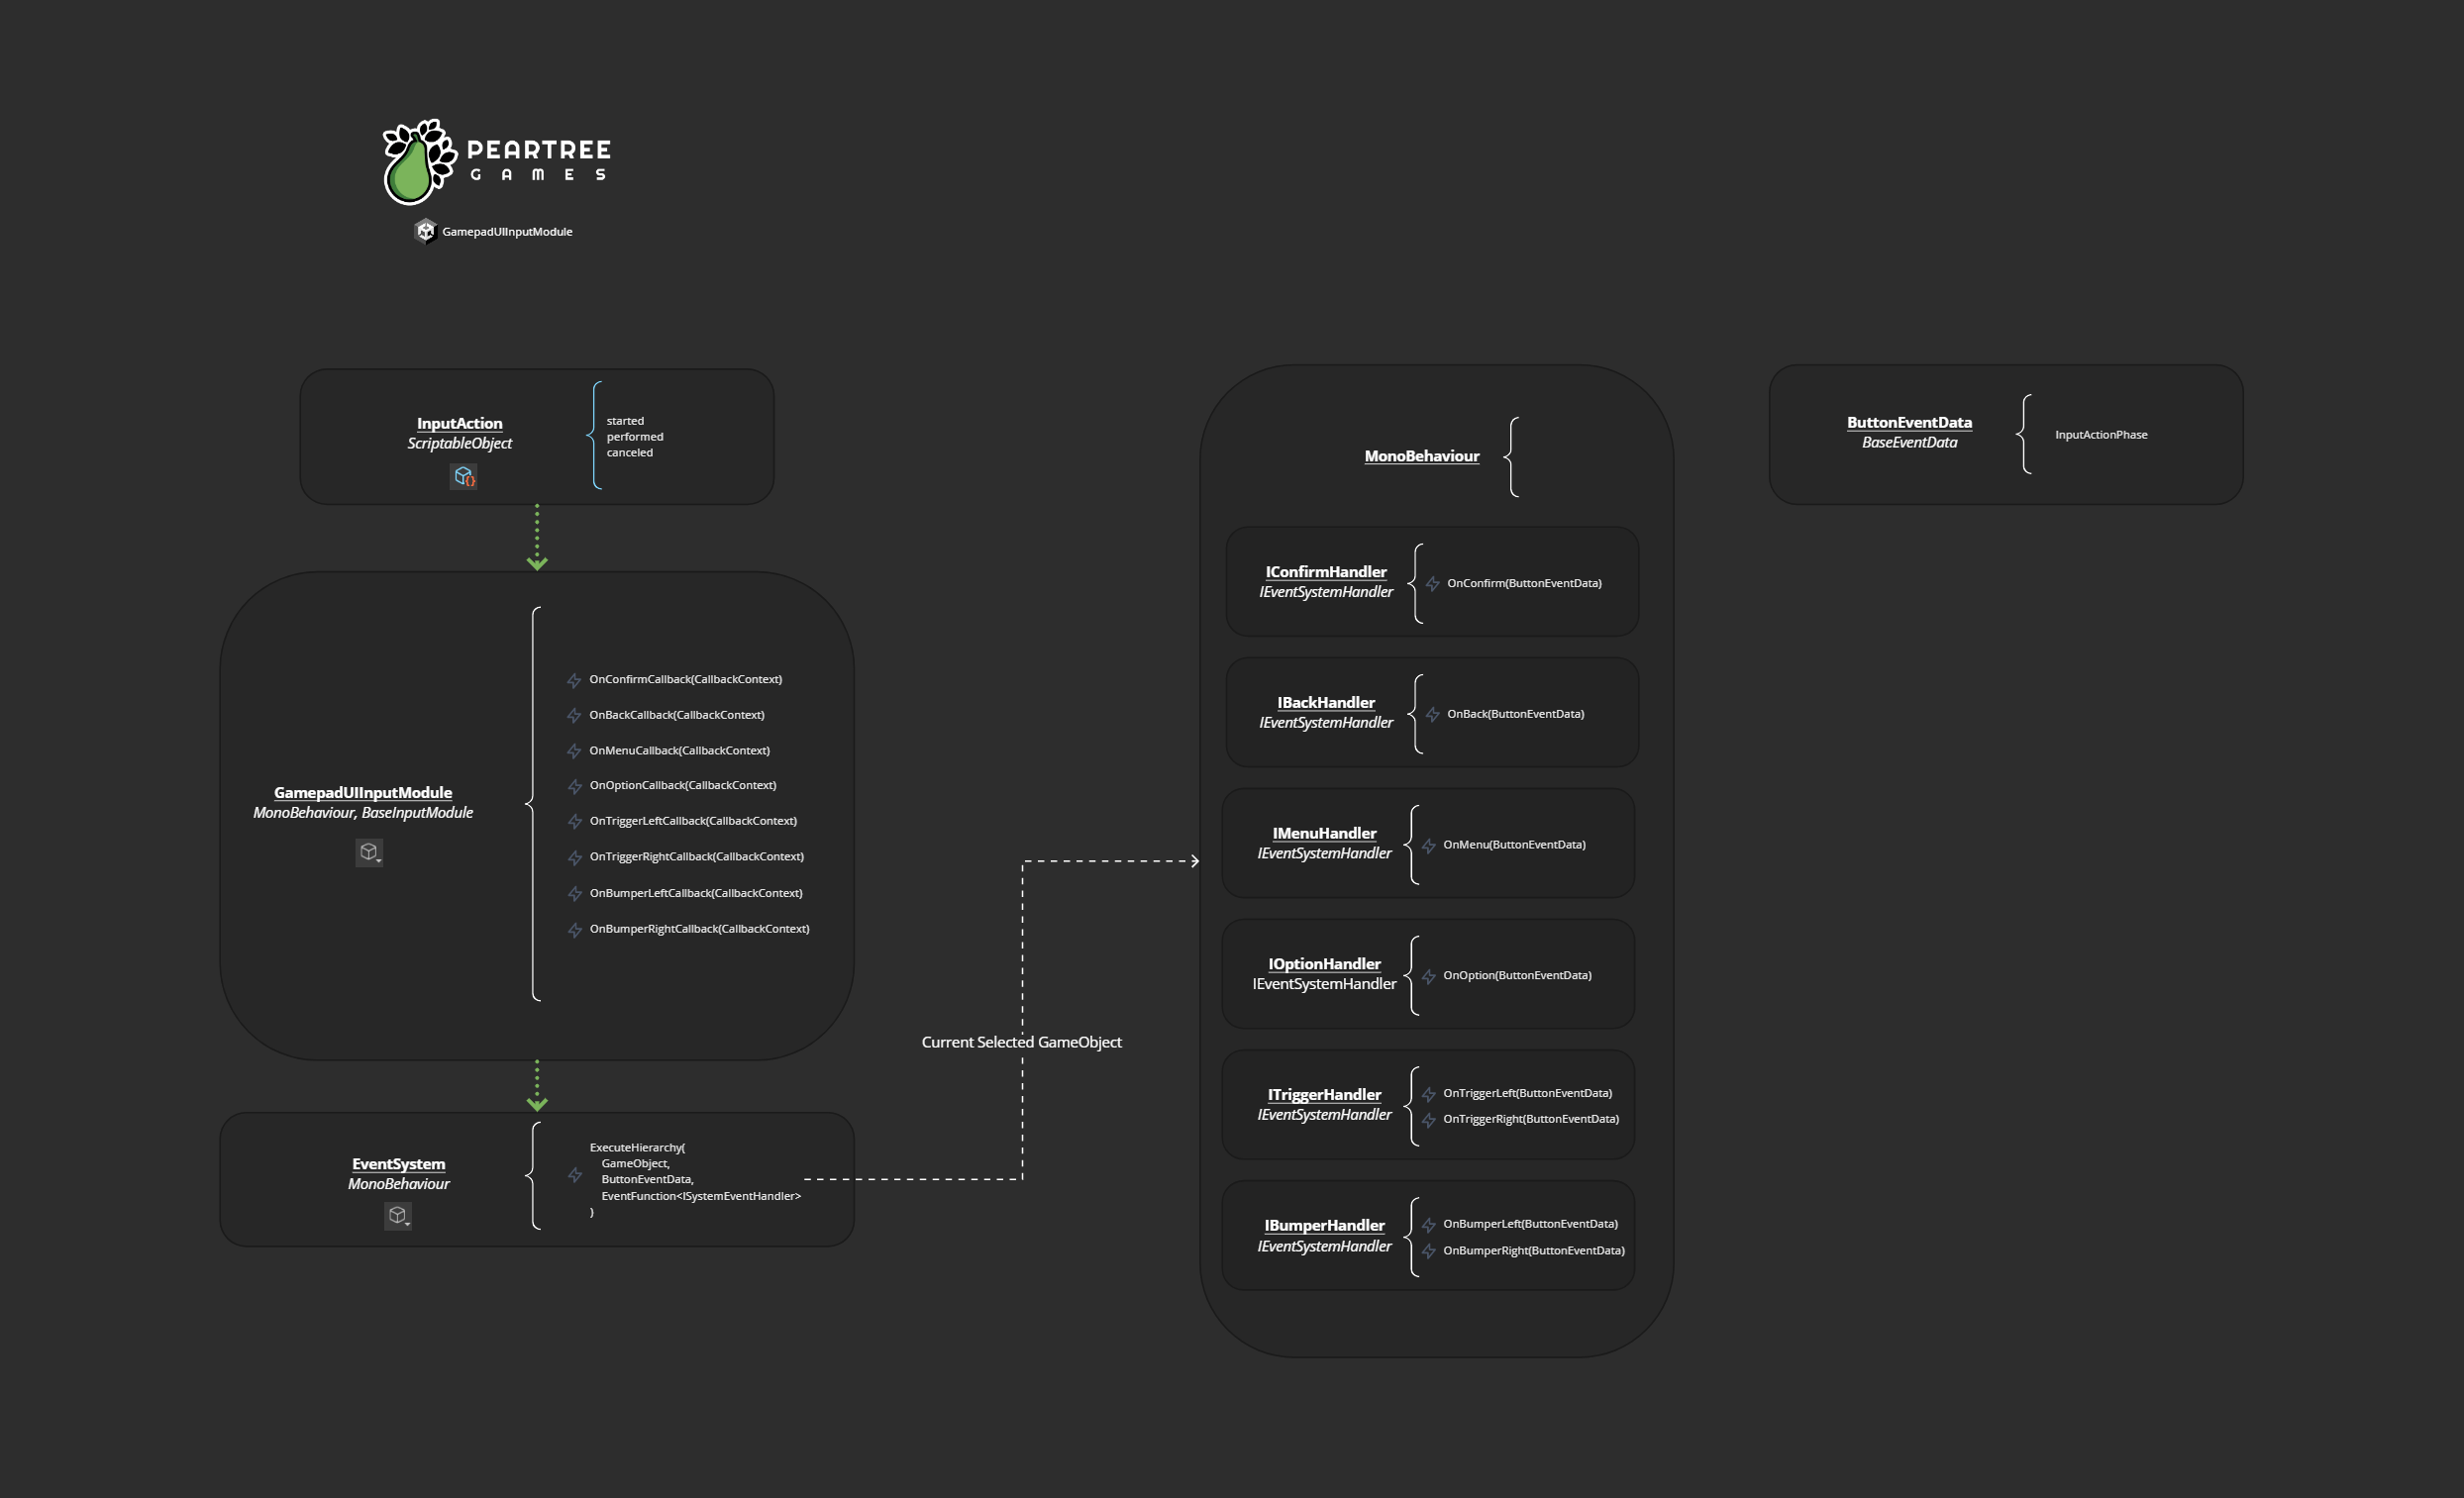 PEARTREE
GAMES
GamepadUIInputModule
InputAction
ScriptableObject
started
performed
canceled
GamepadUIInputModule
MonoBehaviour, BaseInputModule
OnConfirmCallback(CallbackContext)
OnBackCallback(CallbackContext)
OnMenuCallback(CallbackContext)
OnOptionCallback(CallbackContext)
OnTriggerLeftCallback(CallbackContext)
OnTriggerRightCallback(CallbackContext)
OnBumperLeftCallback(CallbackContext)
OnBumperRightCallback(CallbackContext)
EventSystem
MonoBehaviour
ExecuteHierarchy(
GameObject,
ButtonEventData,
EventFunction<ISystemEventHandler>
)
Current Selected GameObject
MonoBehaviour
IConfirmHandler
IEventSystemHandler
OnConfirm(ButtonEventData)
IBackHandler
IEventSystemHandler
OnBack(ButtonEventData)
IMenuHandler
IEventSystemHandler
OnMenu(ButtonEventData)
IOptionHandler
IEventSystemHandler
OnOption(ButtonEventData)
ITriggerHandler
IEventSystemHandler
OnTriggerLeft(ButtonEventData)
OnTriggerRight(ButtonEventData)
IBumperHandler
IEventSystemHandler
OnBumperLeft(ButtonEventData)
OnBumperRight(ButtonEventData)
ButtonEventData
BaseEventData
InputActionPhase